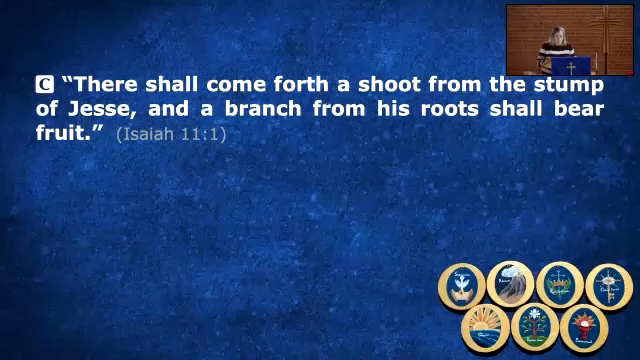 C “There shall come forth a shoot from the stump
of Jesse, and a branch from his roots shall bear
fruit.” (Isaiah 11:1)